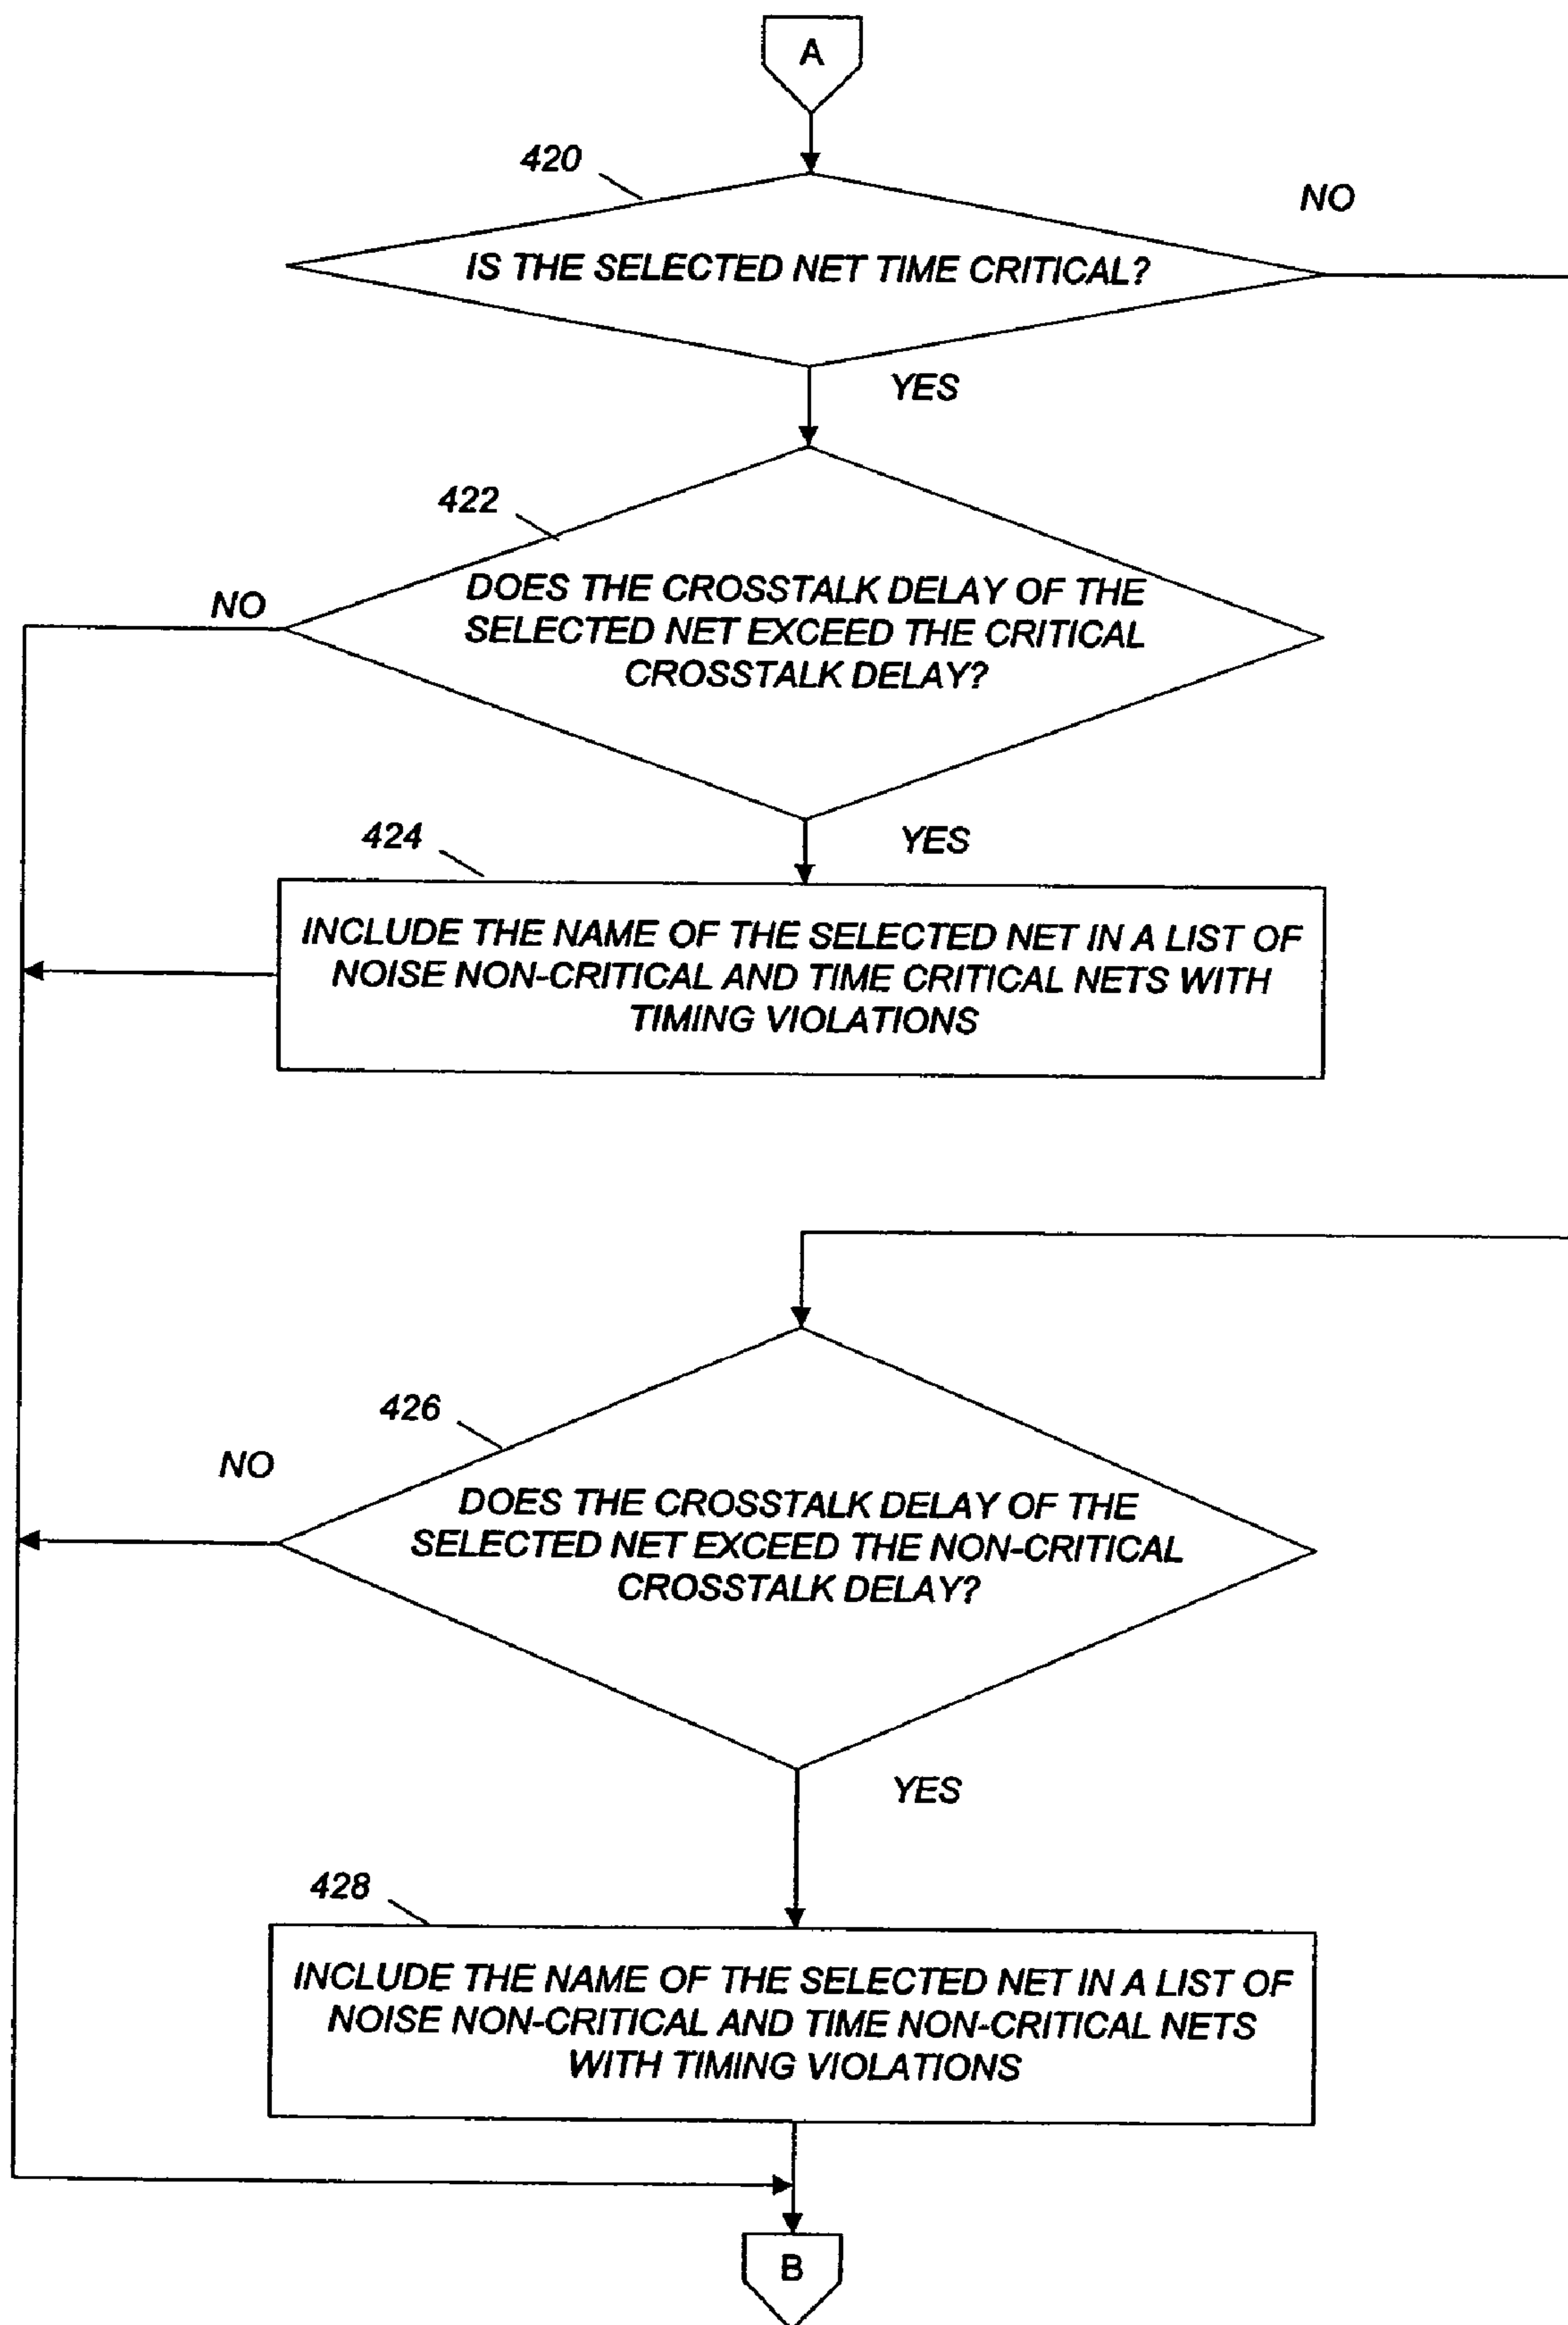 A
420
NO
IS THE SELECTED NET TIME CRITICAL?
YES
422
NO
DOES THE CROSSTALK DELAY OF THE
SELECTED NET EXCEED THE CRITICAL
CROSSTALK DELAY?
424
YES
INCLUDE THE NAME OF THE SELECTED NET IN A LIST OF
NOISE NON-CRITICAL AND TIME CRITICAL NETS WITH
TIMING VIOLATIONS
426
NO
DOES THE CROSSTALK DELAY OF THE
SELECTED NET EXCEED THE NON-CRITICAL
CROSSTALK DELAY?
YES
428
INCLUDE THE NAME OF THE SELECTED NET IN A LIST OF
NOISE NON-CRITICAL AND TIME NON-CRITICAL NETS
WITH TIMING VIOLATIONS
B